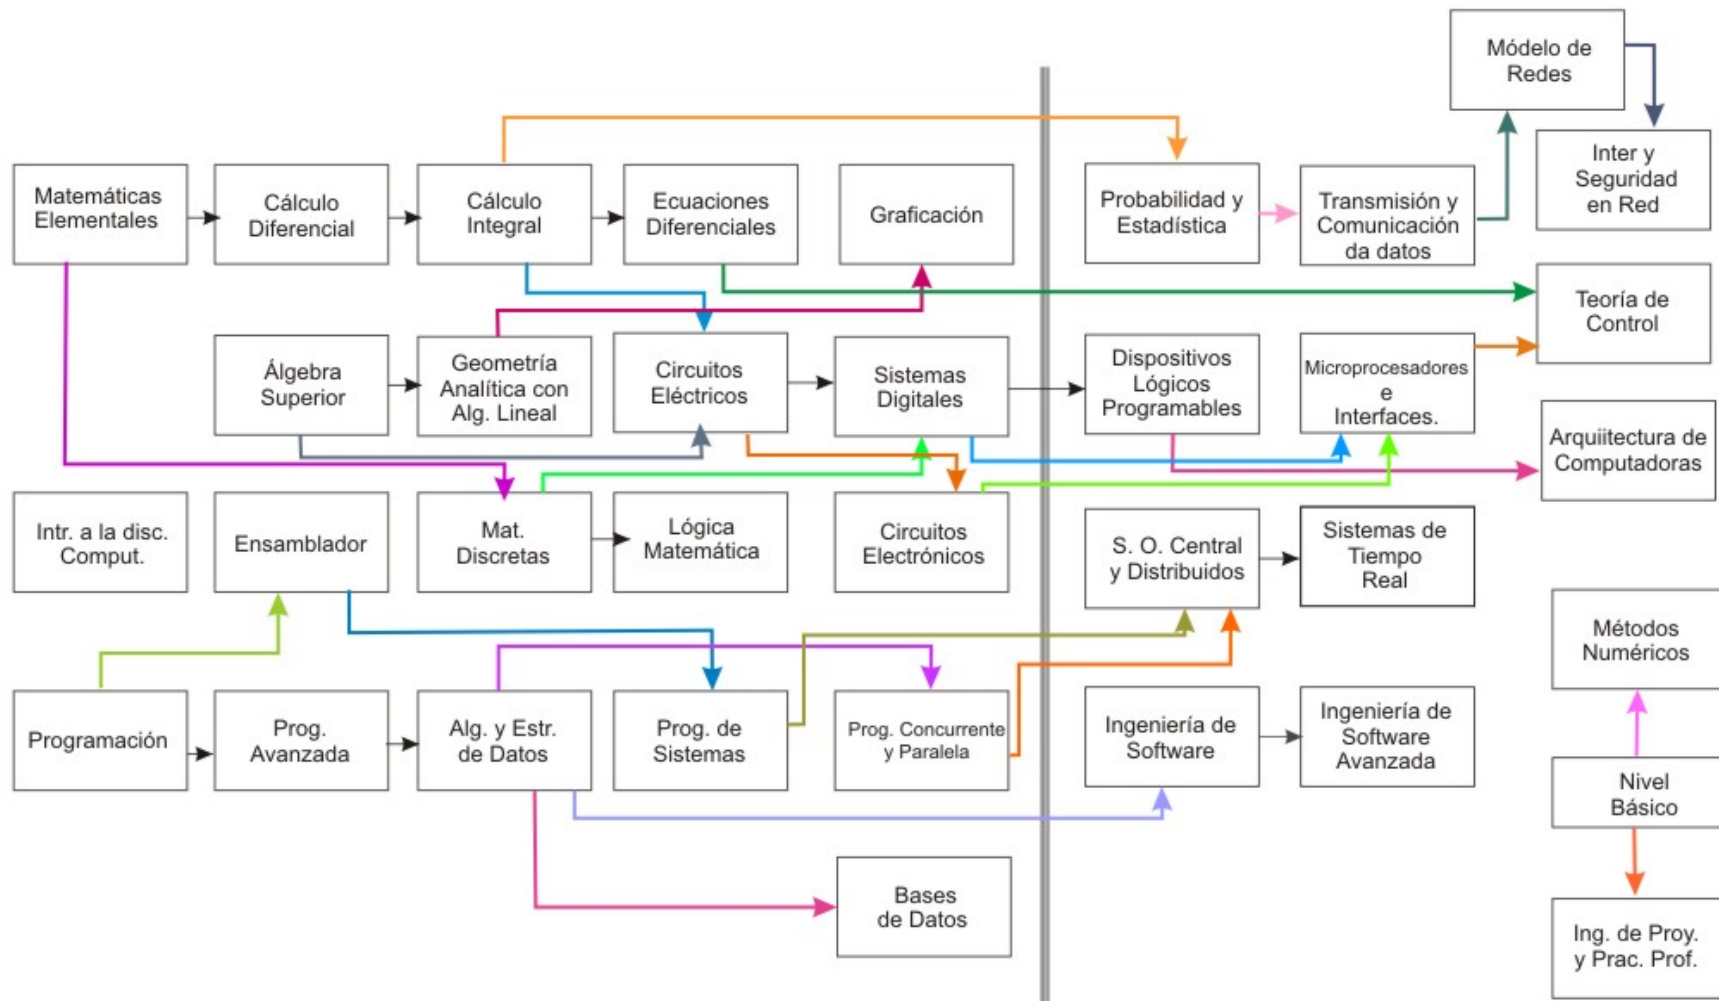 Módelo de
Redes
Inter y
Seguridad
en Red
Matemáticas
Elementales
Cálculo
Diferencial
Cálculo
Integral
Ecuaciones
Diferenciales
Graficación
Probabilidad y
Estadística
Transmisión y
Comunicación
da datos
Teoría de
Control
Álgebra
Superior
Geometría
Analítica con
Alg. Lineal
Circuitos
Eléctricos
Sistemas
Digitales
Dispositivos
Lógicos
Programables
Microprocesadores
e
Interfaces.
Arquiitectura de
Computadoras
Intr. a la disc.
Comput.
Ensamblador
Mat.
Discretas
Lógica
Matemática
Circuitos
Electrónicos
S. O. Central
y Distribuidos
Sistemas de
Tiempo
Real
Métodos
Numéricos
Programación
Prog.
Avanzada
Alg. y Estr.
de Datos
Prog. de
Sistemas
Prog. Concurrente
y Paralela
Ingeniería de
Software
Ingeniería de
Software
Avanzada
Nivel
Básico
Bases
de Datos
Ing. de Proy.
y Prac. Prof.